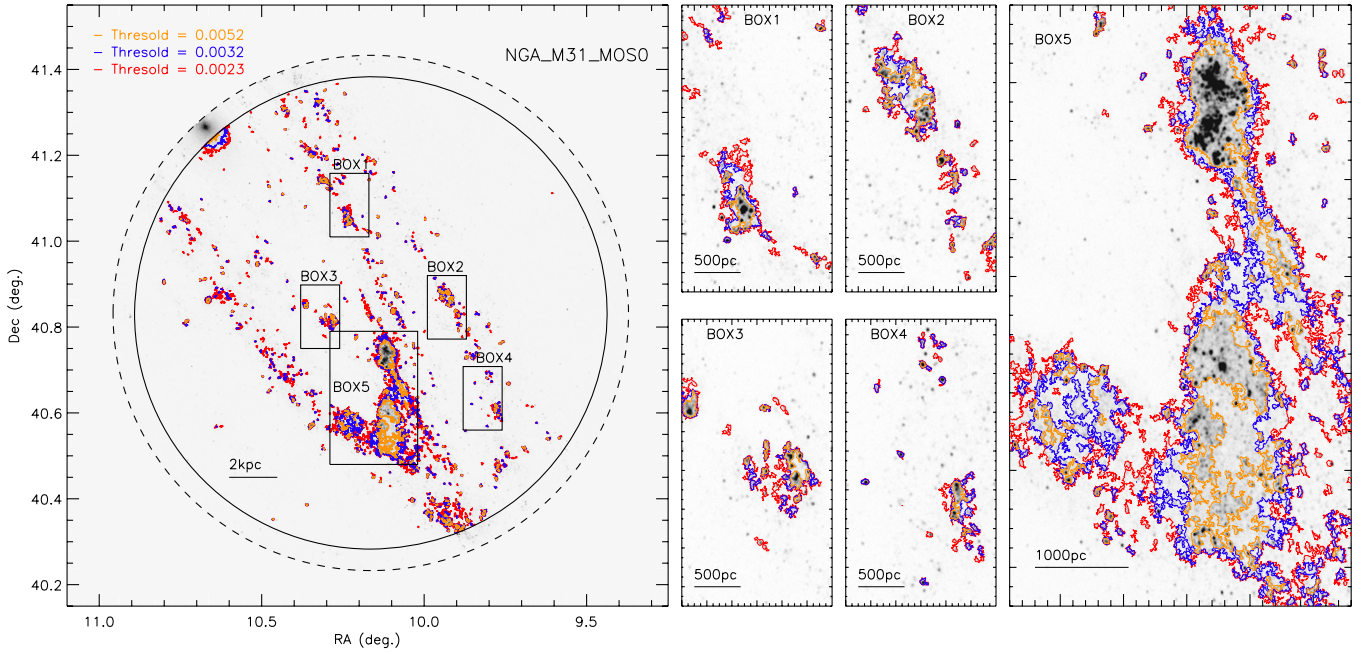 — Thresold = 0.0052
— Thresold = 0.0032
— Thresold = 0.0023
NGA_M31_MOS0
BOX1
BOX2
BOX3
BOX4
BOX5
2kpc
41.4
41.2
41.0
40.8
40.6
40.4
40.2
Dec (deg.)
11.0 10.5 10.0 9.5
RA (deg.)
BOX1
500pc
BOX2
500pc
BOX3
500pc
BOX4
500pc
BOX5
1000pc